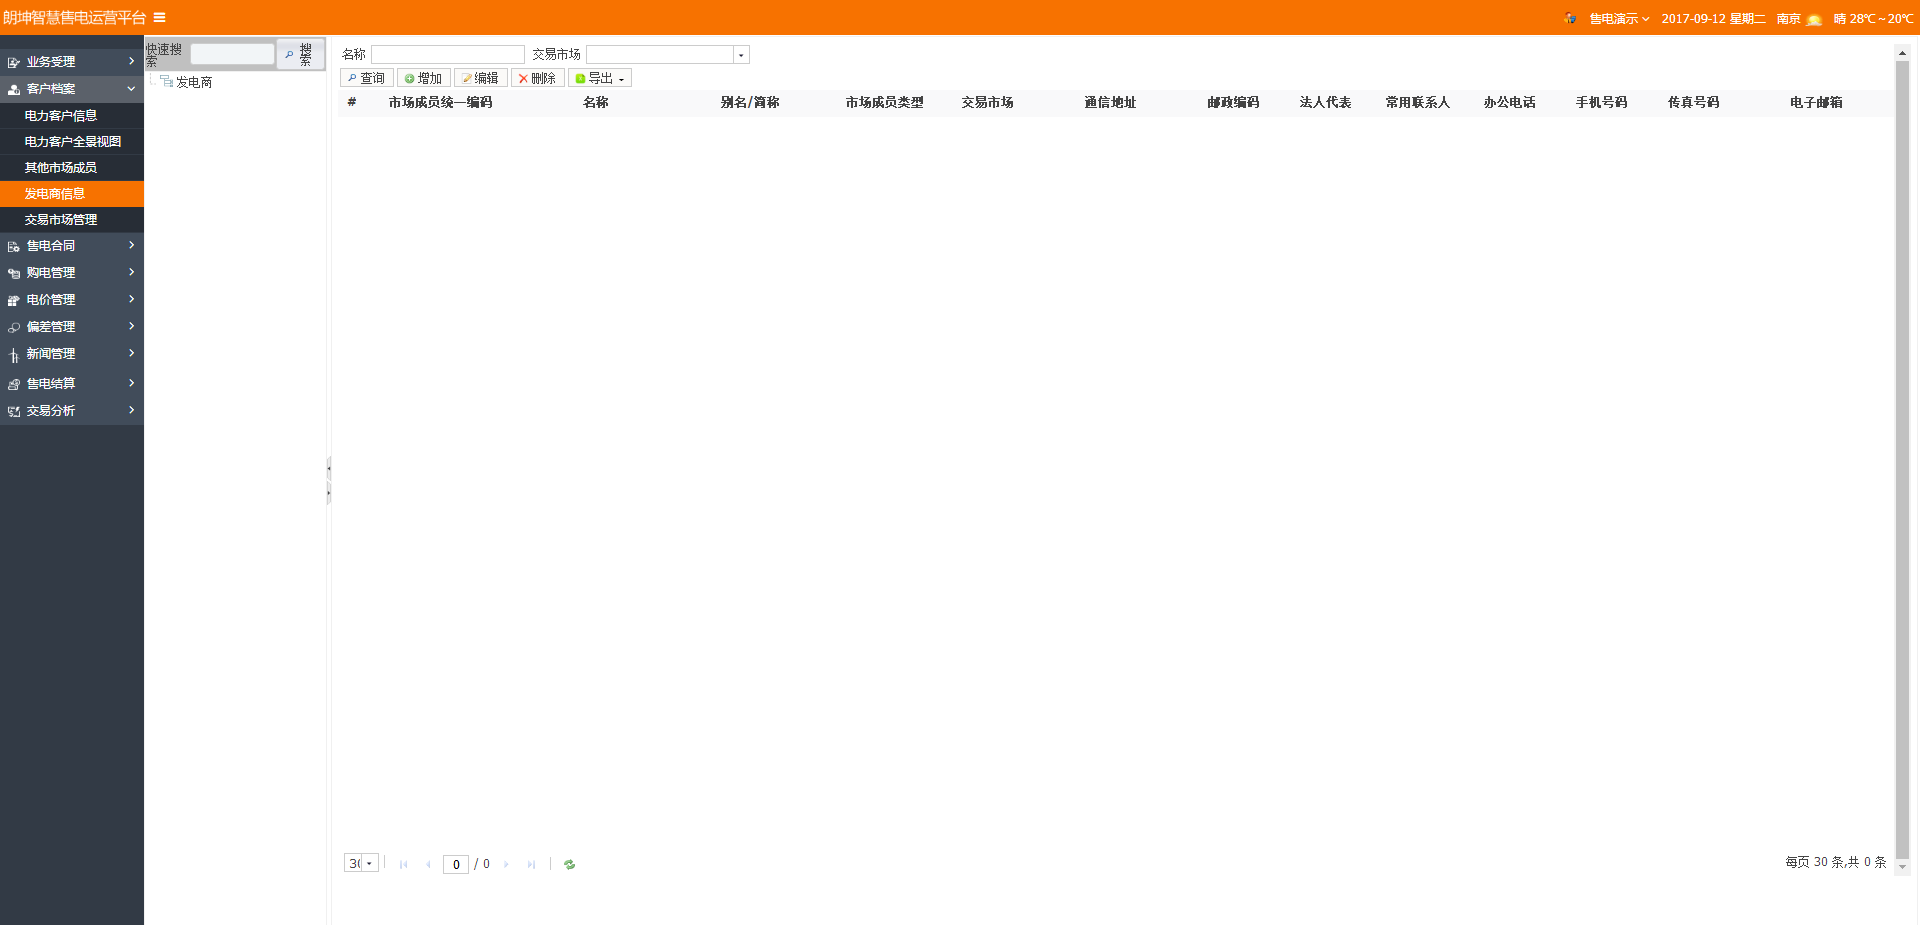 朗坤智慧售电运营平台
售电演示 2017-09-12 星期二 南京 晴 28℃～20℃
业务受理
客户档案
电力客户信息
电力客户全景视图
其他市场成员
发电商信息
交易市场管理
售电合同
购电管理
电价管理
偏差管理
新闻管理
售电结算
交易分析
快速搜索
搜索
发电商
名称 交易市场
查询 增加 编辑 删除 导出
# 市场成员统一编码 名称 别名/简称 市场成员类型 交易市场 通信地址 邮政编码 法人代表 常用联系人 办公电话 手机号码 传真号码 电子邮箱
30 0 / 0 每页 30 条,共 0 条